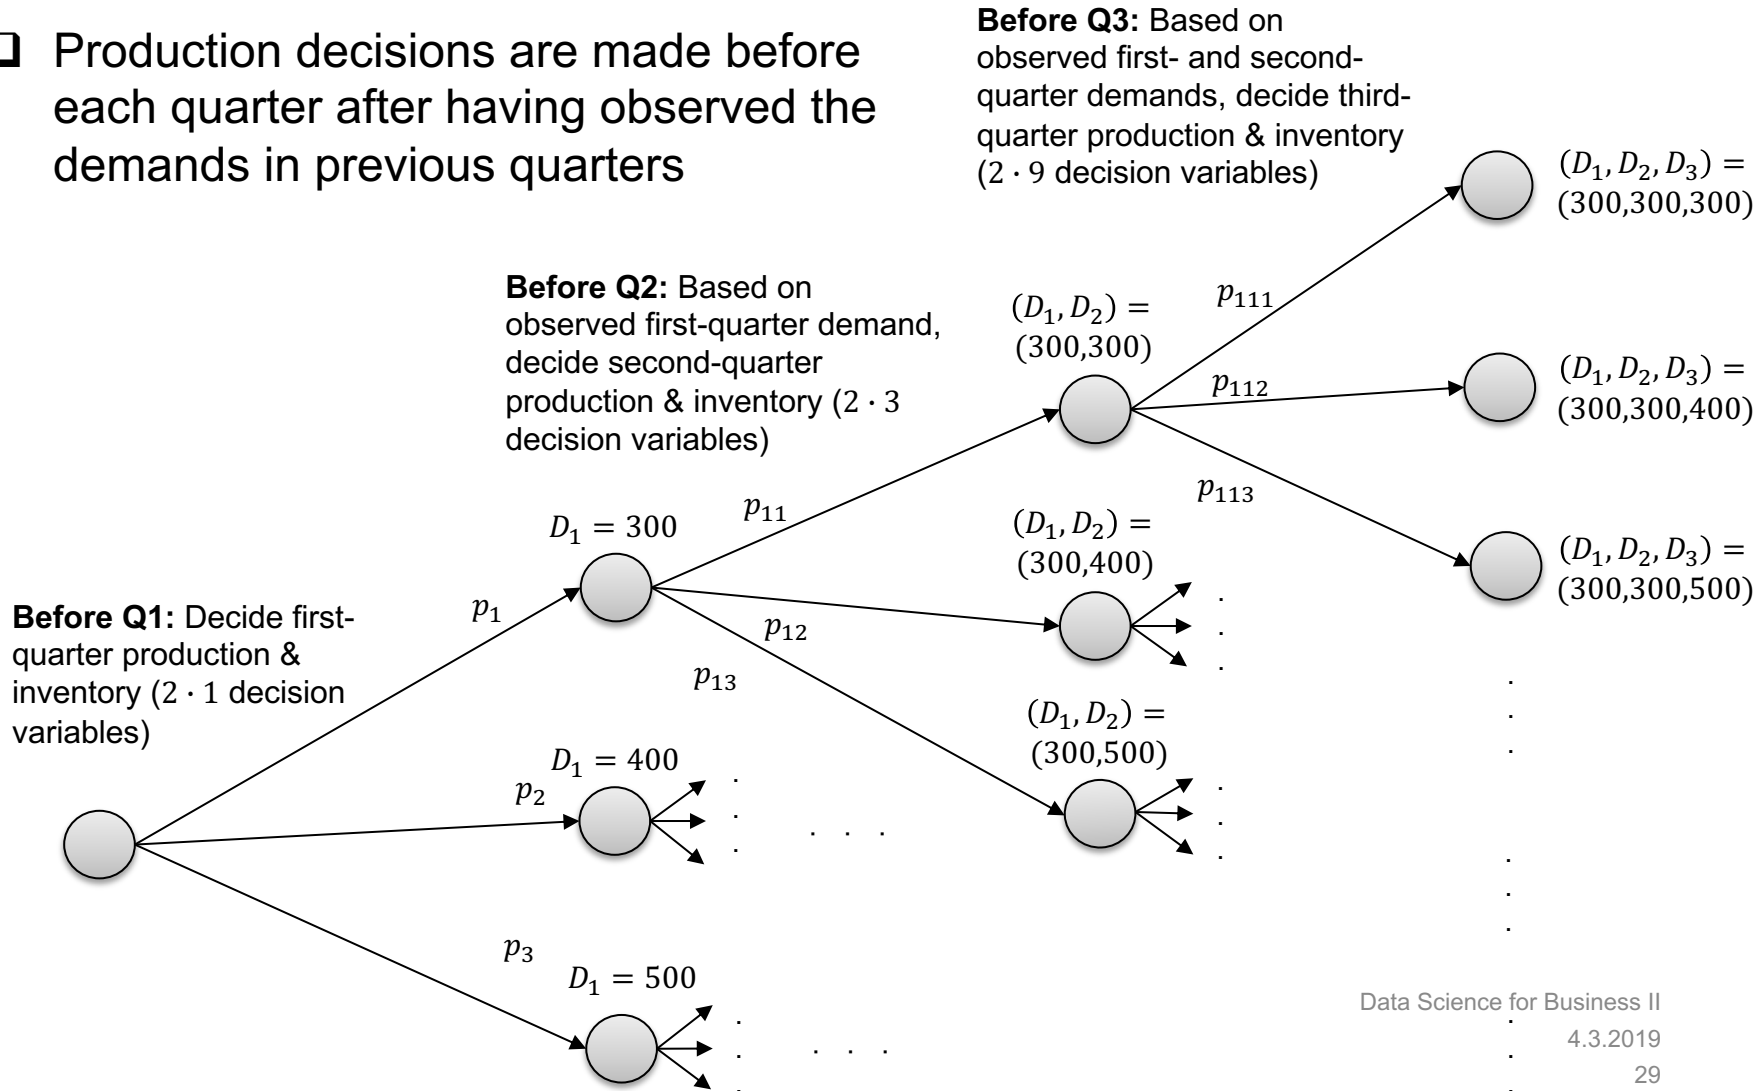 ❑ Production decisions are made before
each quarter after having observed the
demands in previous quarters
Before Q3: Based on
observed first- and second-
quarter demands, decide third-
quarter production & inventory
(2 · 9 decision variables)
Before Q2: Based on
observed first-quarter demand,
decide second-quarter
production & inventory (2 · 3
decision variables)
Before Q1: Decide first-
quarter production &
inventory (2 · 1 decision
variables)
p₁
p₂
p₃
D₁ = 300
D₁ = 400
D₁ = 500
p₁₁
p₁₂
p₁₃
(D₁, D₂) =
(300,300)
(D₁, D₂) =
(300,400)
(D₁, D₂) =
(300,500)
p₁₁₁
p₁₁₂
p₁₁₃
(D₁, D₂, D₃) =
(300,300,300)
(D₁, D₂, D₃) =
(300,300,400)
(D₁, D₂, D₃) =
(300,300,500)
Data Science for Business II
4.3.2019
29